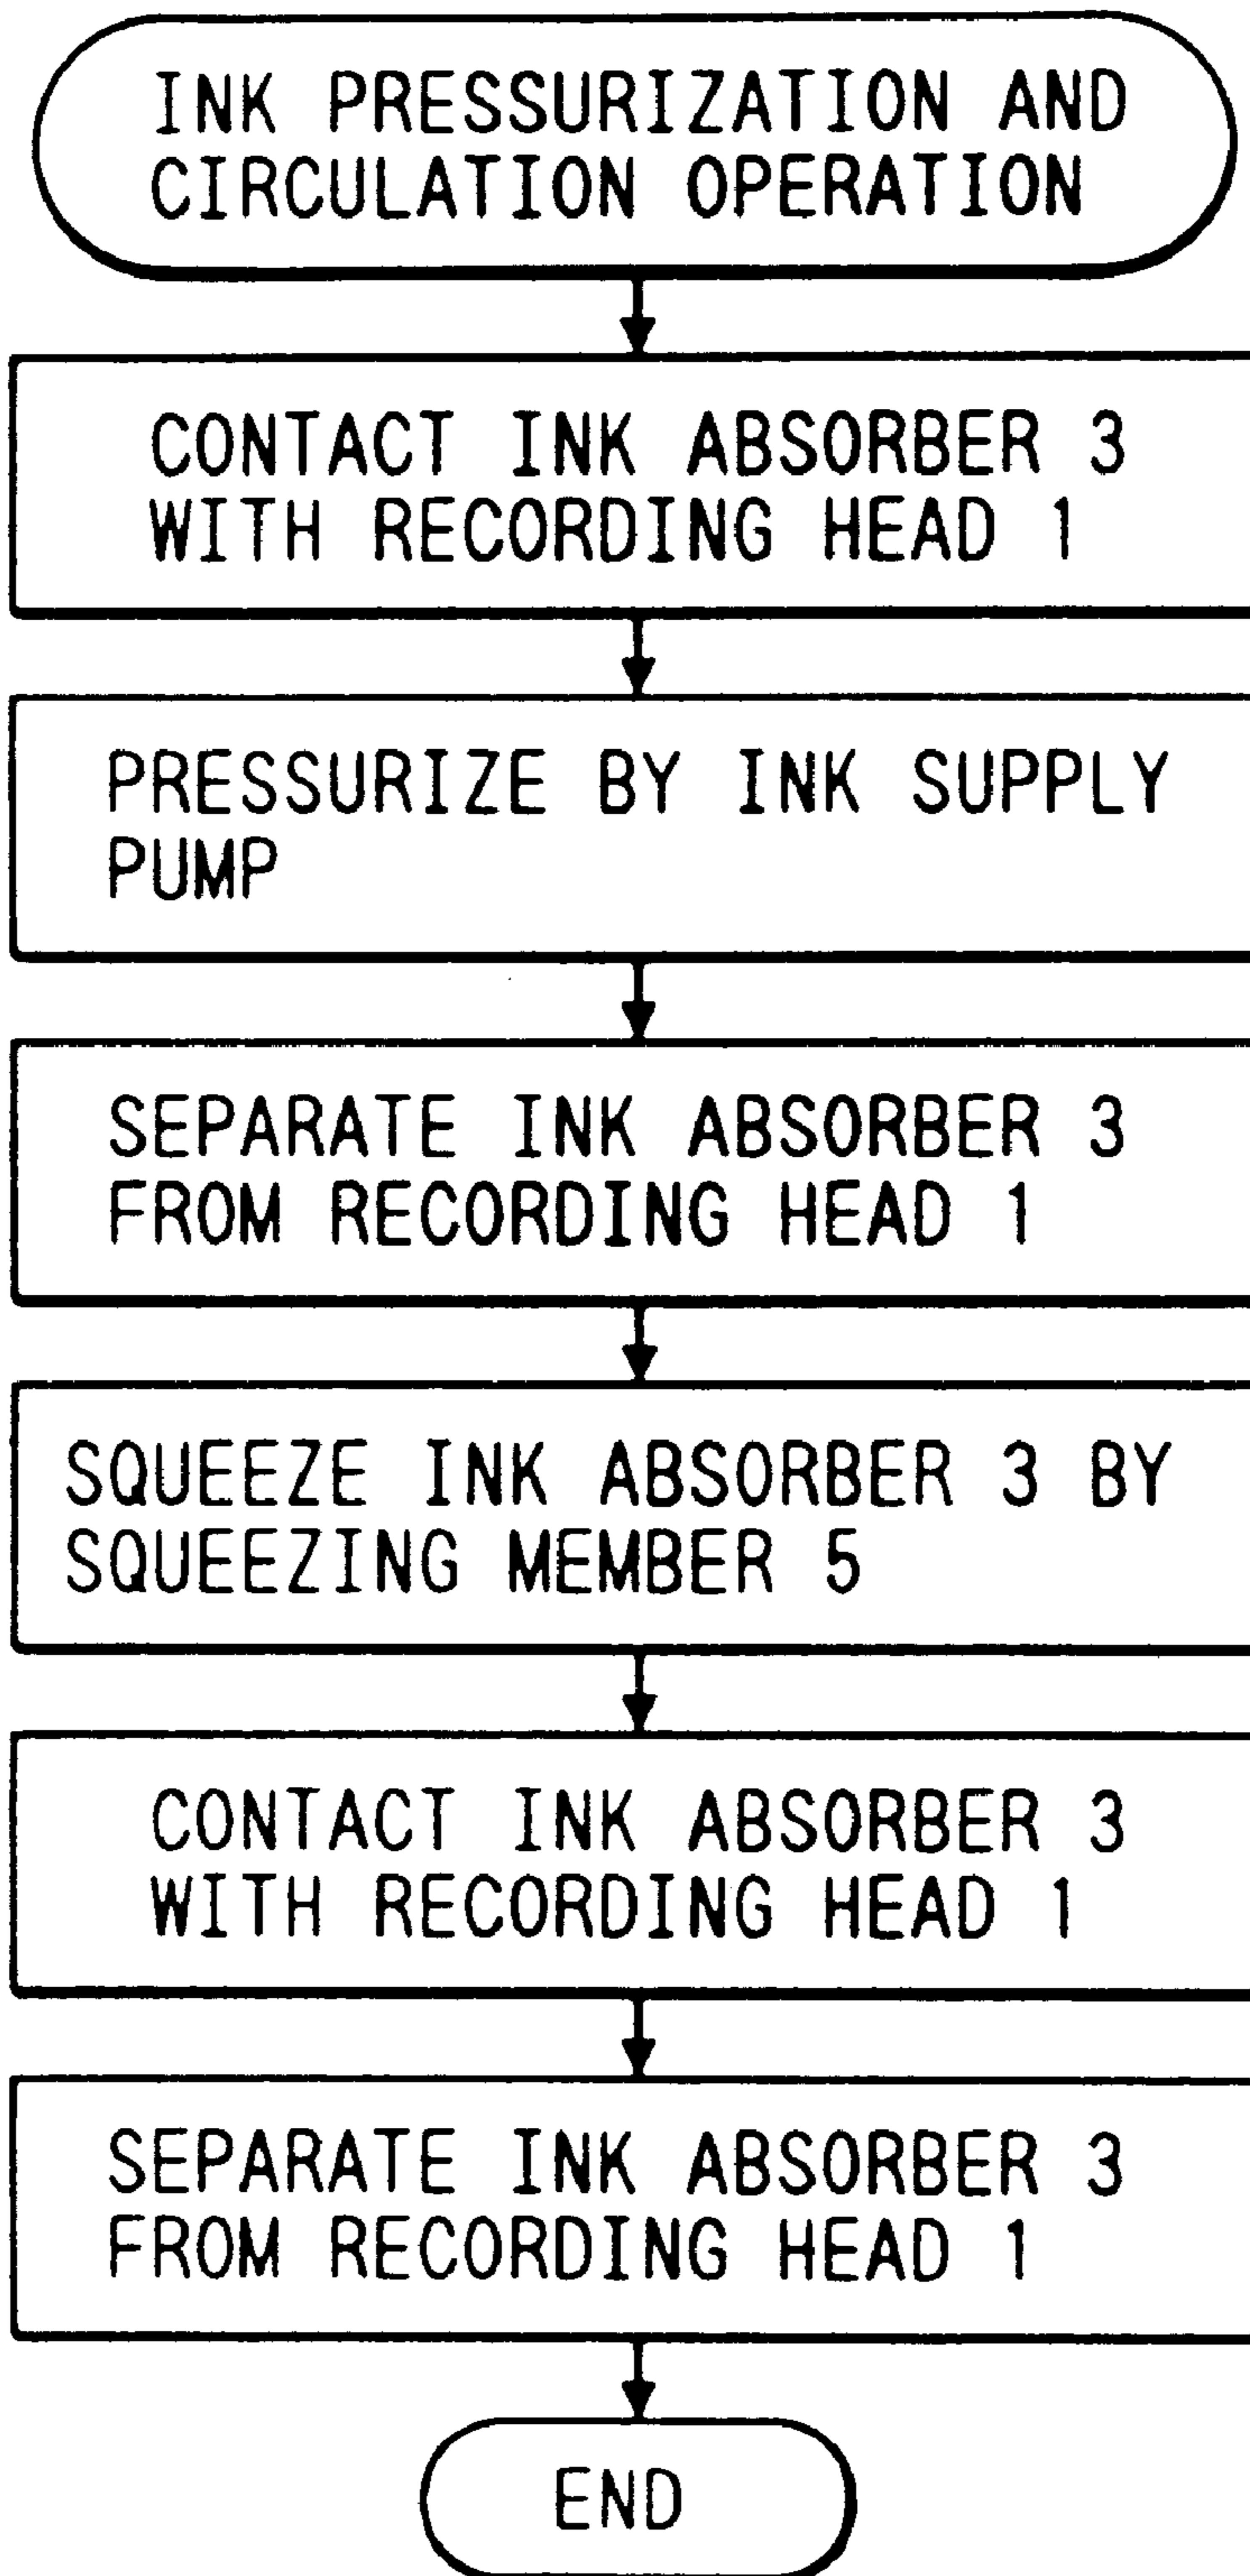 INK PRESSURIZATION AND
CIRCULATION OPERATION
CONTACT INK ABSORBER 3
WITH RECORDING HEAD 1
PRESSURIZE BY INK SUPPLY
PUMP
SEPARATE INK ABSORBER 3
FROM RECORDING HEAD 1
SQUEEZE INK ABSORBER 3 BY
SQUEEZING MEMBER 5
CONTACT INK ABSORBER 3
WITH RECORDING HEAD 1
SEPARATE INK ABSORBER 3
FROM RECORDING HEAD 1
END